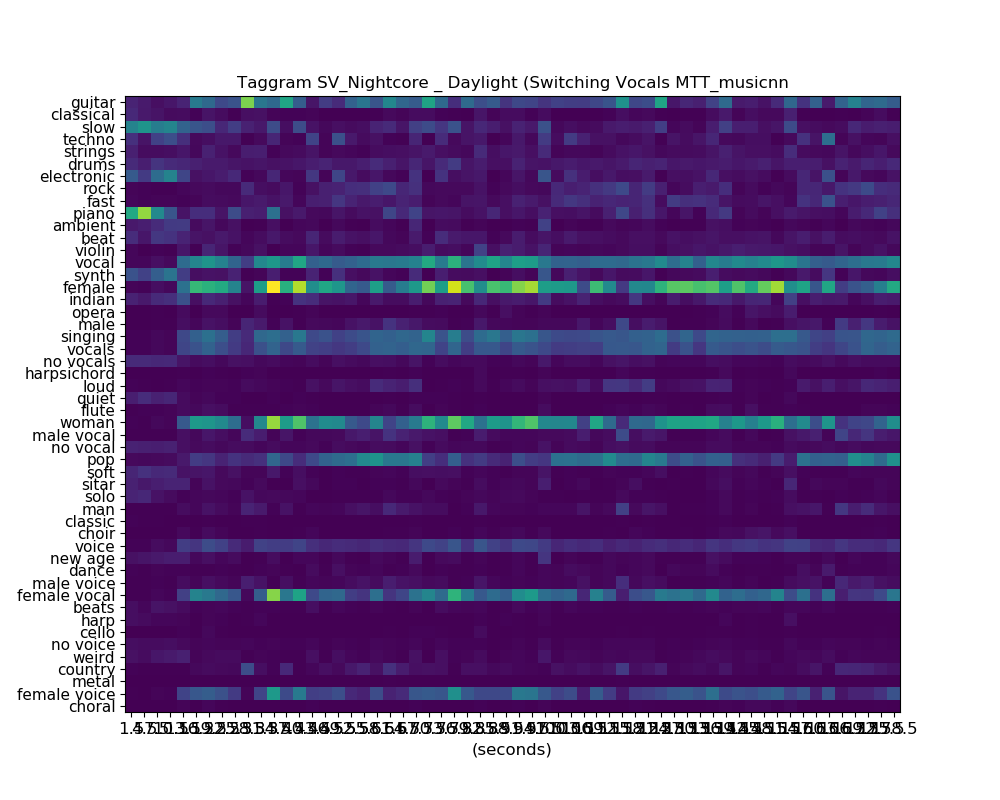 Taggram SV_Nightcore _ Daylight (Switching Vocals MTT_musicnn
guitar
classical
slow
techno
strings
drums
electronic
rock
fast
piano
ambient
beat
violin
vocal
synth
female
indian
opera
male
singing
vocals
no vocals
harpsichord
loud
quiet
flute
woman
male vocal
no vocal
pop
soft
sitar
solo
man
classic
choir
voice
new age
dance
male voice
female vocal
beats
harp
cello
no voice
weird
country
metal
female voice
choral
(seconds)